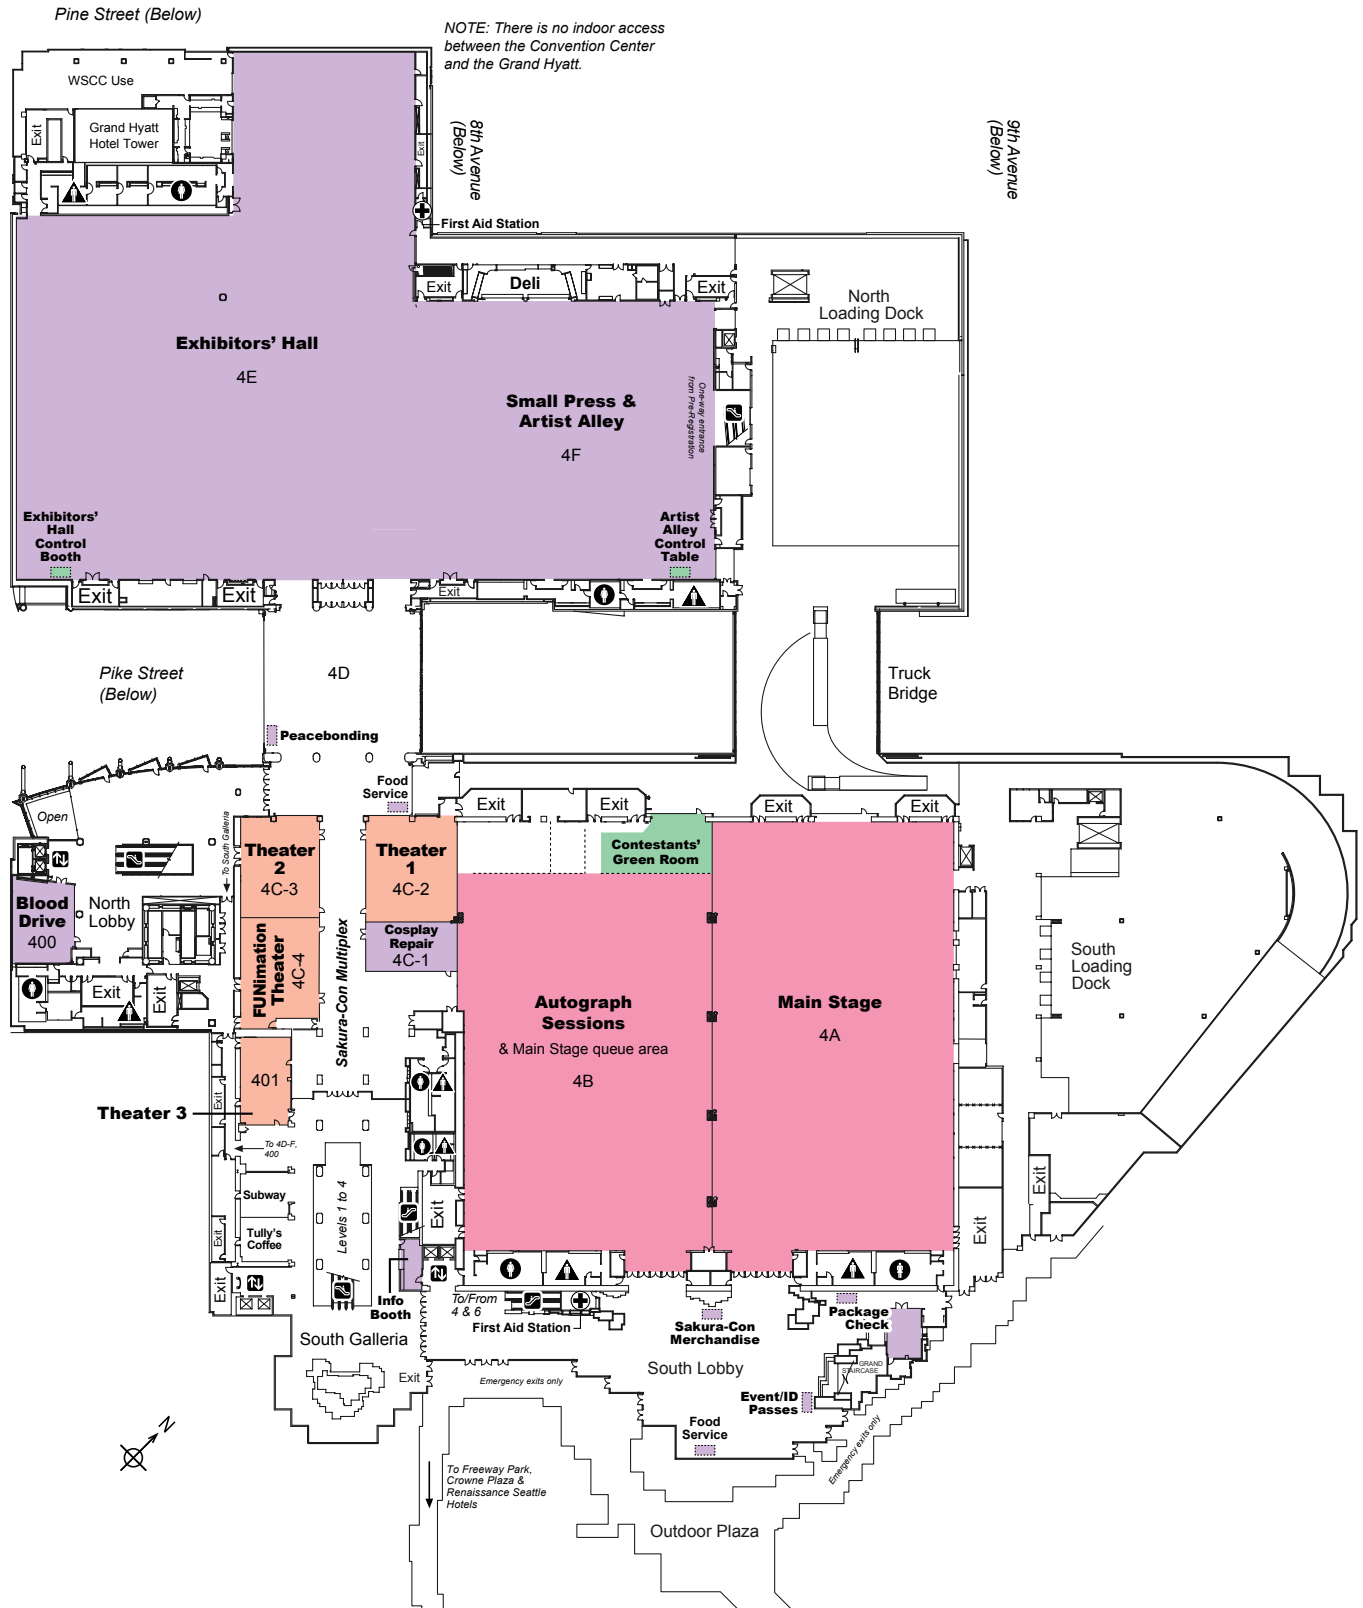 Pine Street (Below)
NOTE: There is no indoor access
between the Convention Center
and the Grand Hyatt.
WSCC Use
Exit
Grand Hyatt
Hotel Tower
Exit
8th Avenue
(Below)
9th Avenue
(Below)
First Aid Station
Exit
Deli
Exit
North
Loading Dock
Exhibitors' Hall
4E
Small Press &
Artist Alley
4F
One-way entrance
from Pre-Registration
Exhibitors'
Hall
Control
Booth
Artist
Alley
Control
Table
Exit
Exit
Exit
Pike Street
(Below)
4D
Truck
Bridge
Peacebonding
Food
Service
Exit
Exit
Exit
Exit
Open
To South Galleria
Theater
2
4C-3
Theater
1
4C-2
Contestants'
Green Room
Blood
Drive
400
North
Lobby
Cosplay
Repair
4C-1
FUNimation
Theater
4C-4
Sakura-Con Multiplex
Exit
Exit
South
Loading
Dock
Autograph
Sessions
& Main Stage queue area
4B
Main Stage
4A
401
Theater 3
Exit
To 4D-F,
400
Subway
Tully's
Coffee
Levels 1 to 4
Exit
Exit
Exit
Exit
Exit
Info
Booth
To/From
4 & 6
First Aid Station
Sakura-Con
Merchandise
Package
Check
South Galleria
South Lobby
GRAND
STAIRCASE
Exit
Emergency exits only
Event/ID
Passes
Food
Service
Emergency exits only
N
To Freeway Park,
Crowne Plaza &
Renaissance Seattle
Hotels
Outdoor Plaza